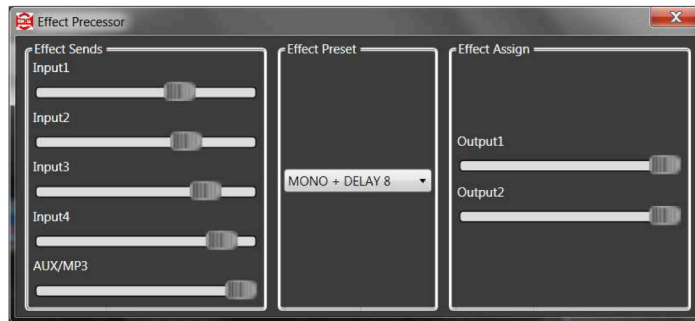 Effect Precessor
Effect Sends
Input1
Input2
Input3
Input4
AUX/MP3
Effect Preset
MONO + DELAY 8
Effect Assign
Output1
Output2